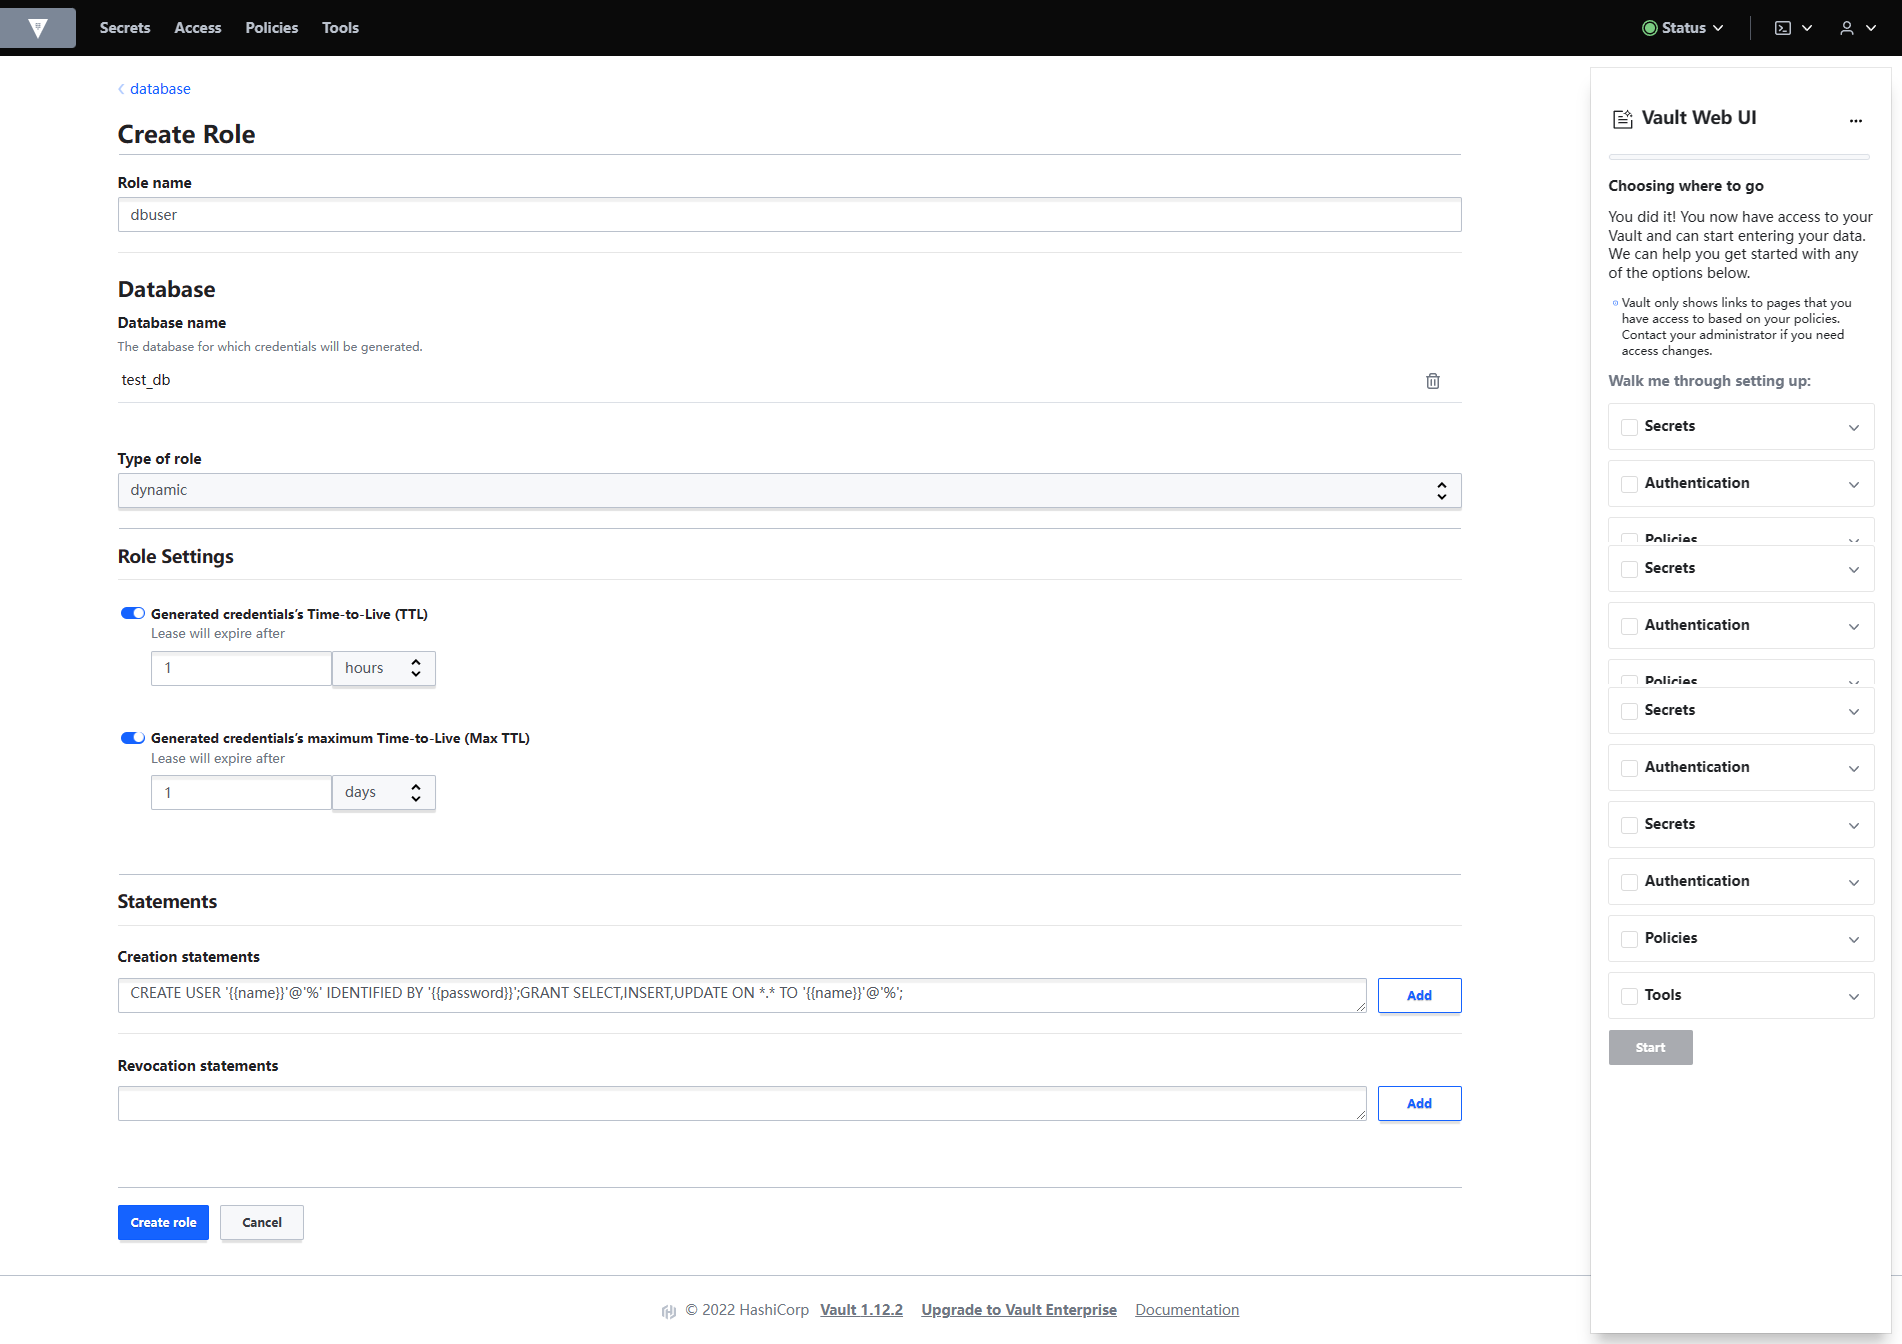 Secrets Access Policies Tools
Status
database
Create Role
Role name
dbuser
Database
Database name
The database for which credentials will be generated.
test_db
Type of role
dynamic
Role Settings
Generated credentials’s Time-to-Live (TTL)
Lease will expire after
1 hours
Generated credentials’s maximum Time-to-Live (Max TTL)
Lease will expire after
1 days
Statements
Creation statements
CREATE USER '{{name}}'@'%' IDENTIFIED BY '{{password}}';GRANT SELECT,INSERT,UPDATE ON *.* TO '{{name}}'@'%';
Add
Revocation statements
Add
Create role Cancel
Vault Web UI
Choosing where to go
You did it! You now have access to your
Vault and can start entering your data.
We can help you get started with any
of the options below.
Vault only shows links to pages that you
have access to based on your policies.
Contact your administrator if you need
access changes.
Walk me through setting up:
Secrets
Authentication
Policies
Secrets
Authentication
Policies
Secrets
Authentication
Secrets
Authentication
Policies
Tools
Start
© 2022 HashiCorp Vault 1.12.2 Upgrade to Vault Enterprise Documentation